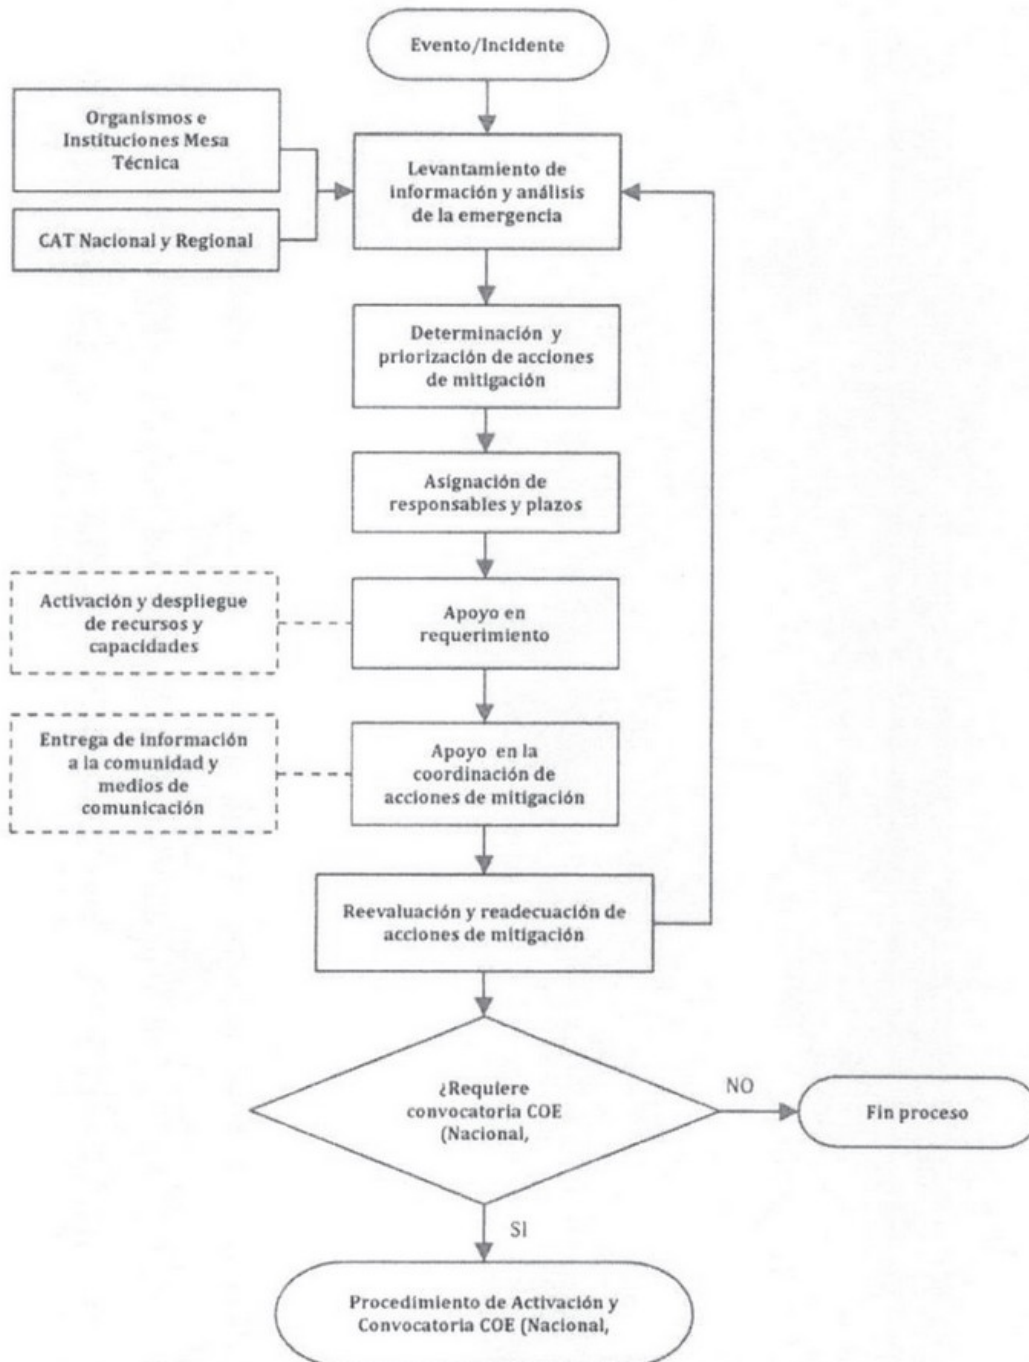 Evento/Incidente
Organismos e
Instituciones Mesa
Técnica
CAT Nacional y Regional
Levantamiento de
información y análisis
de la emergencia
Determinación y
priorización de acciones
de mitigación
Asignación de
responsables y plazos
Activación y despliegue
de recursos y
capacidades
Apoyo en
requerimiento
Entrega de información
a la comunidad y
medios de
comunicación
Apoyo en la
coordinación de
acciones de mitigación
Reevaluación y readecuación de
acciones de mitigación
¿Requiere
convocatoria COE
(Nacional,
NO
Fin proceso
SI
Procedimiento de Activación y
Convocatoria COE (Nacional,